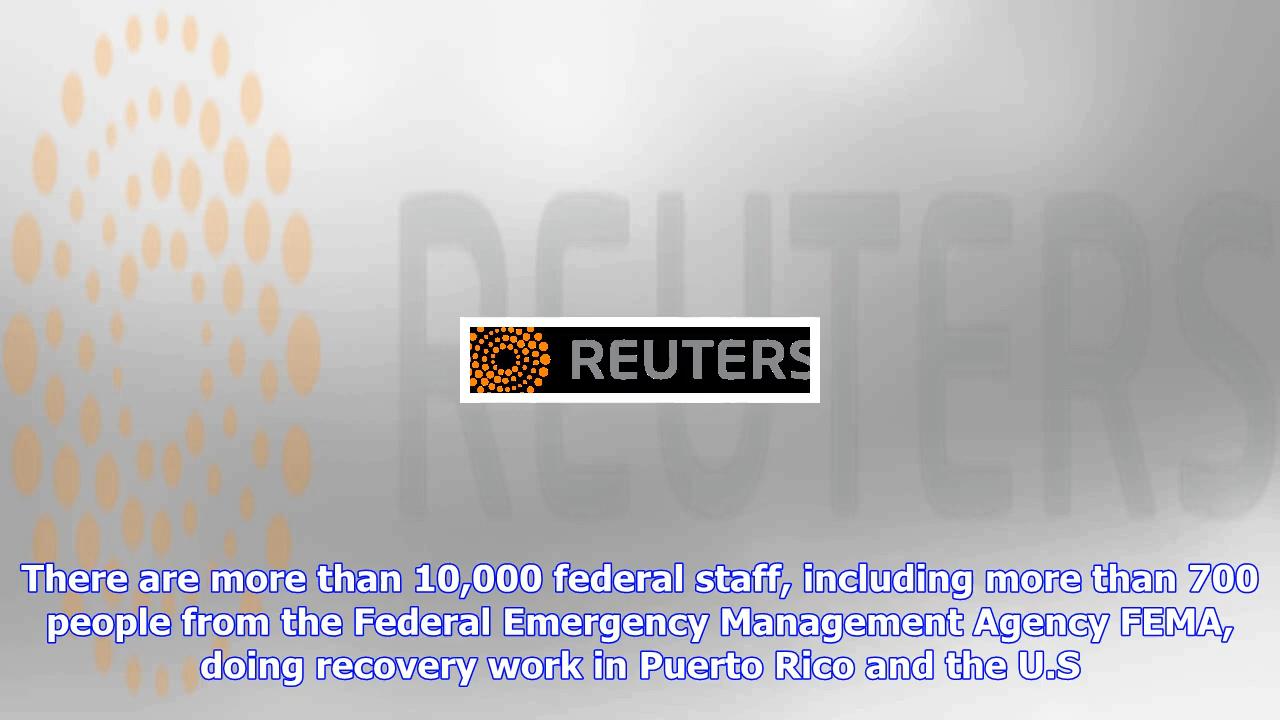 REUTERS
REUTERS
There are more than 10,000 federal staff, including more than 700
people from the Federal Emergency Management Agency FEMA,
doing recovery work in Puerto Rico and the U.S